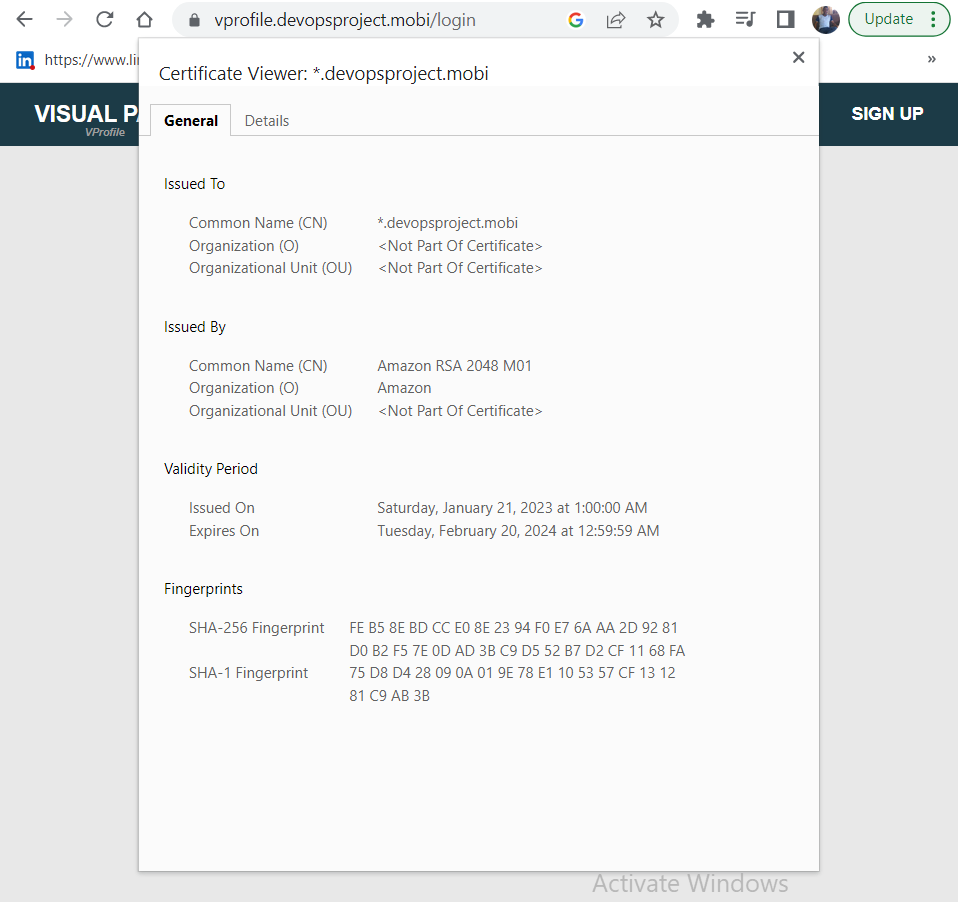 vprofile.devopsproject.mobi/login
Update
https://www.li
»
Certificate Viewer: *.devopsproject.mobi
VISUAL P
VProfile
SIGN UP
General Details
Issued To
Common Name (CN) *.devopsproject.mobi
Organization (O) <Not Part Of Certificate>
Organizational Unit (OU) <Not Part Of Certificate>
Issued By
Common Name (CN) Amazon RSA 2048 M01
Organization (O) Amazon
Organizational Unit (OU) <Not Part Of Certificate>
Validity Period
Issued On Saturday, January 21, 2023 at 1:00:00 AM
Expires On Tuesday, February 20, 2024 at 12:59:59 AM
Fingerprints
SHA-256 Fingerprint FE B5 8E BD CC E0 8E 23 94 F0 E7 6A AA 2D 92 81
D0 B2 F5 7E 0D AD 3B C9 D5 52 B7 D2 CF 11 68 FA
SHA-1 Fingerprint 75 D8 D4 28 09 0A 01 9E 78 E1 10 53 57 CF 13 12
81 C9 AB 3B
Activate Windows